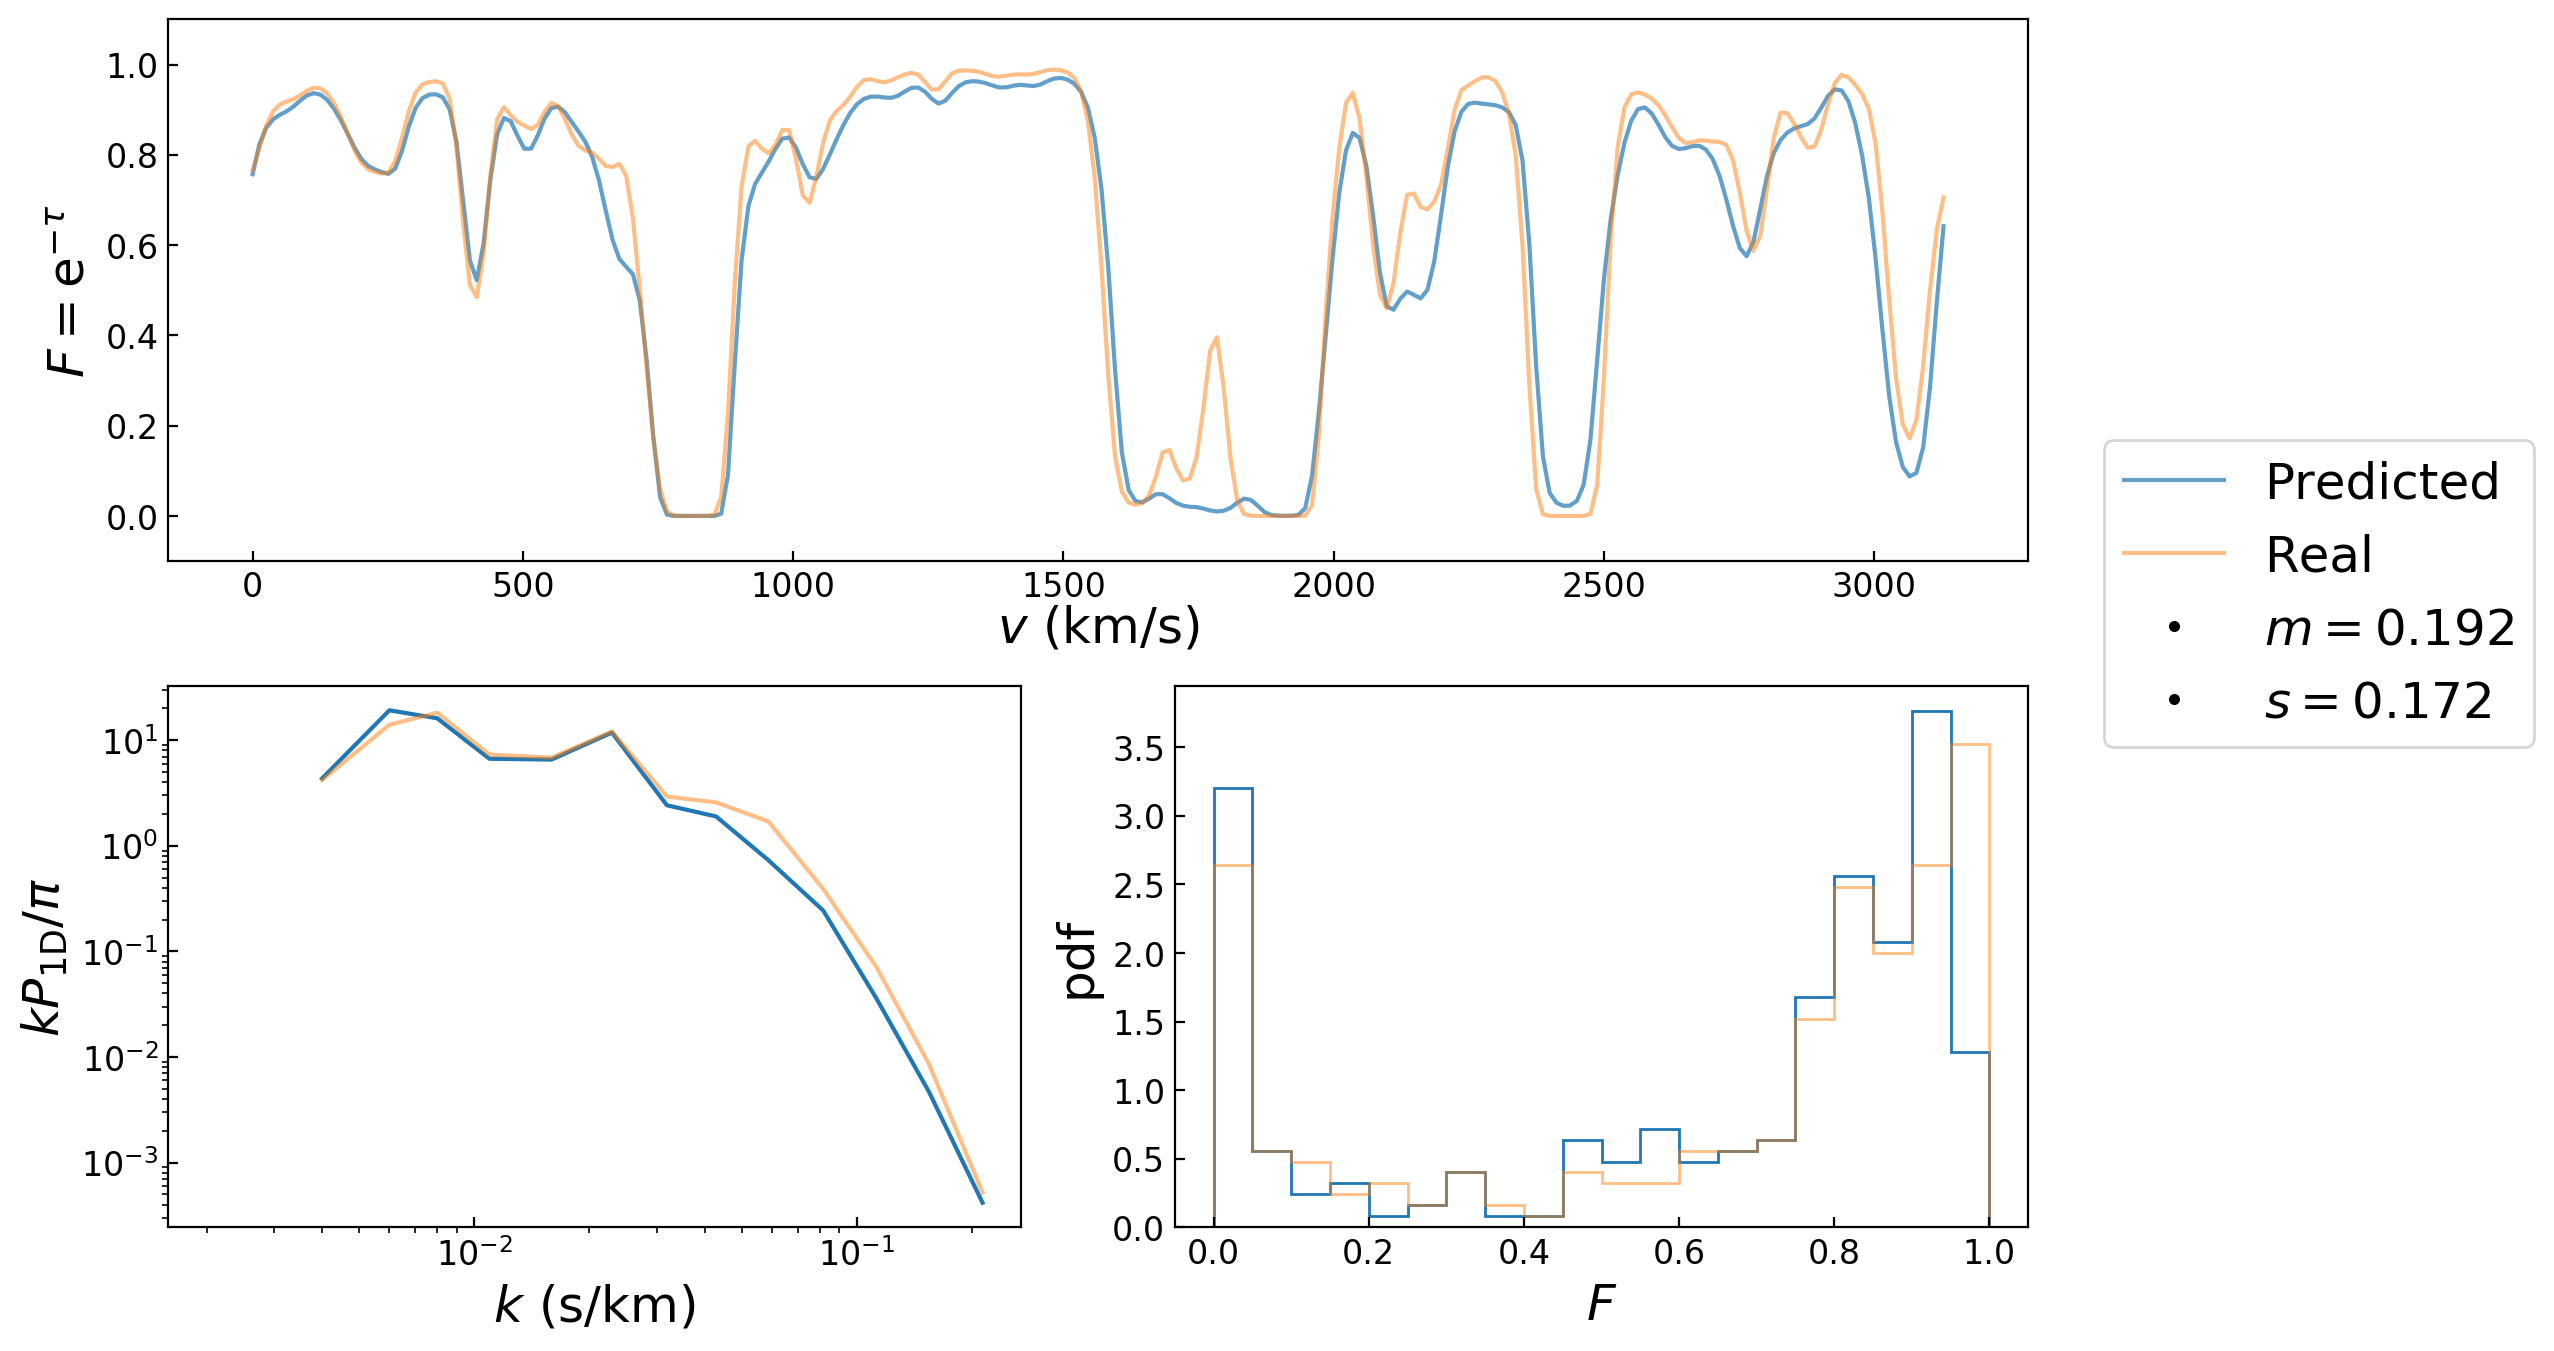 F = e^{−τ}
1.0
0.8
0.6
0.4
0.2
0.0
0 500 1000 1500 2000 2500 3000
v (km/s)
Predicted
Real
m = 0.192
s = 0.172
kP_{1D}/π
10^1
10^0
10^{−1}
10^{−2}
10^{−3}
10^{−2} 10^{−1}
k (s/km)
pdf
3.5
3.0
2.5
2.0
1.5
1.0
0.5
0.0
0.0 0.2 0.4 0.6 0.8 1.0
F